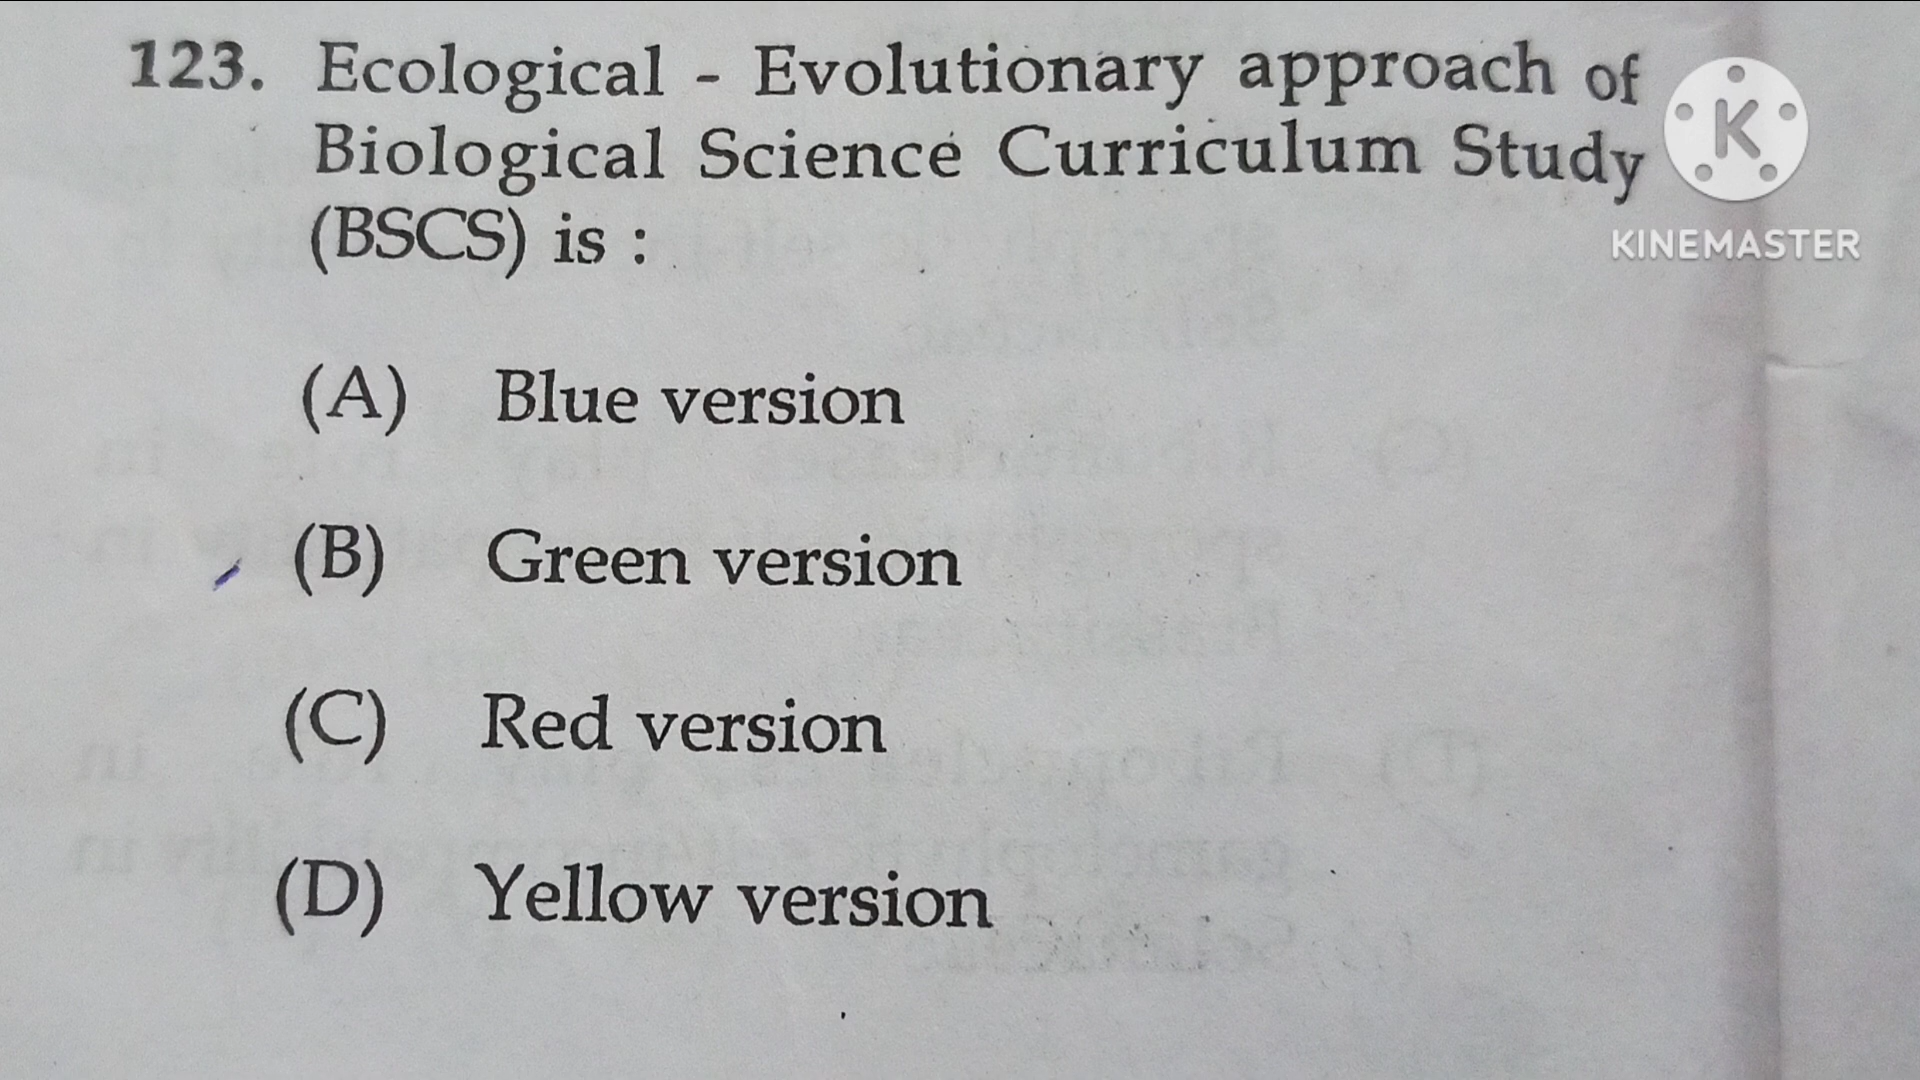 123. Ecological - Evolutionary approach of
Biological Science Curriculum Study
(BSCS) is :
(A) Blue version
(B) Green version
(C) Red version
(D) Yellow version
K
KINEMASTER